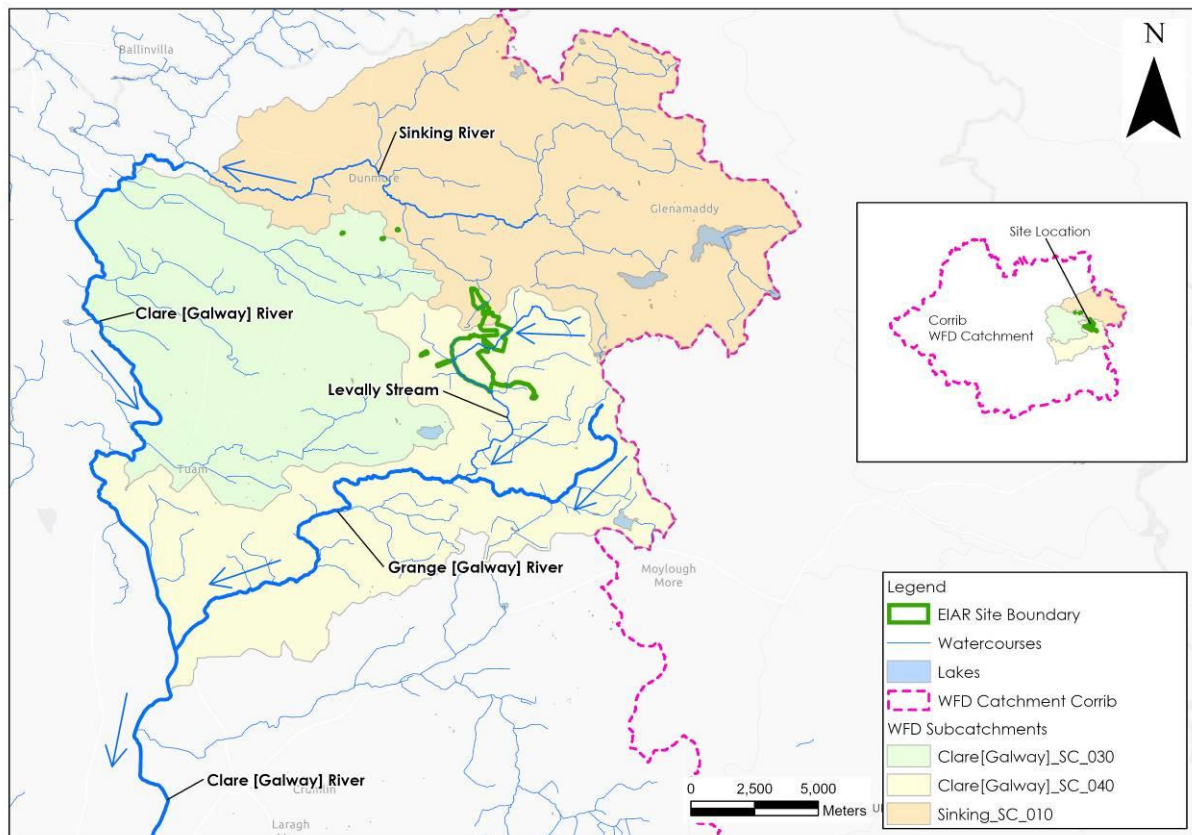 Ballinvilla
N
Sinking River
Dunmore
Glenamaddy
Site Location
Corrib
WFD Catchment
Clare [Galway] River
Levally Stream
Tuam
Grange [Galway] River
Moylough
More
Clare [Galway] River
Crumlin
Laragh
0 2,500 5,000
Meters
Legend
EIAR Site Boundary
Watercourses
Lakes
WFD Catchment Corrib
WFD Subcatchments
Clare[Galway]_SC_030
Clare[Galway]_SC_040
Sinking_SC_010